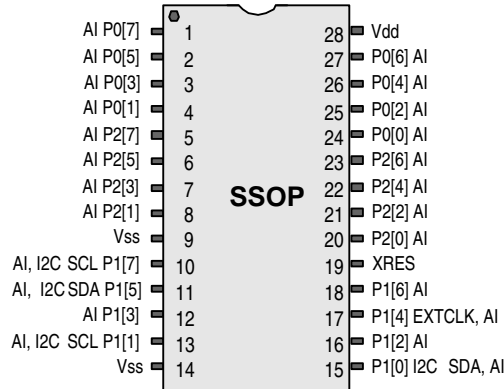 AI P0[7] 1 28 Vdd
AI P0[5] 2 27 P0[6] AI
AI P0[3] 3 26 P0[4] AI
AI P0[1] 4 25 P0[2] AI
AI P2[7] 5 24 P0[0] AI
AI P2[5] 6 23 P2[6] AI
AI P2[3] 7 SSOP 22 P2[4] AI
AI P2[1] 8 21 P2[2] AI
Vss 9 20 P2[0] AI
AI, I2C SCL P1[7] 10 19 XRES
AI, I2C SDA P1[5] 11 18 P1[6] AI
AI P1[3] 12 17 P1[4] EXTCLK, AI
AI, I2C SCL P1[1] 13 16 P1[2] AI
Vss 14 15 P1[0] I2C SDA, AI